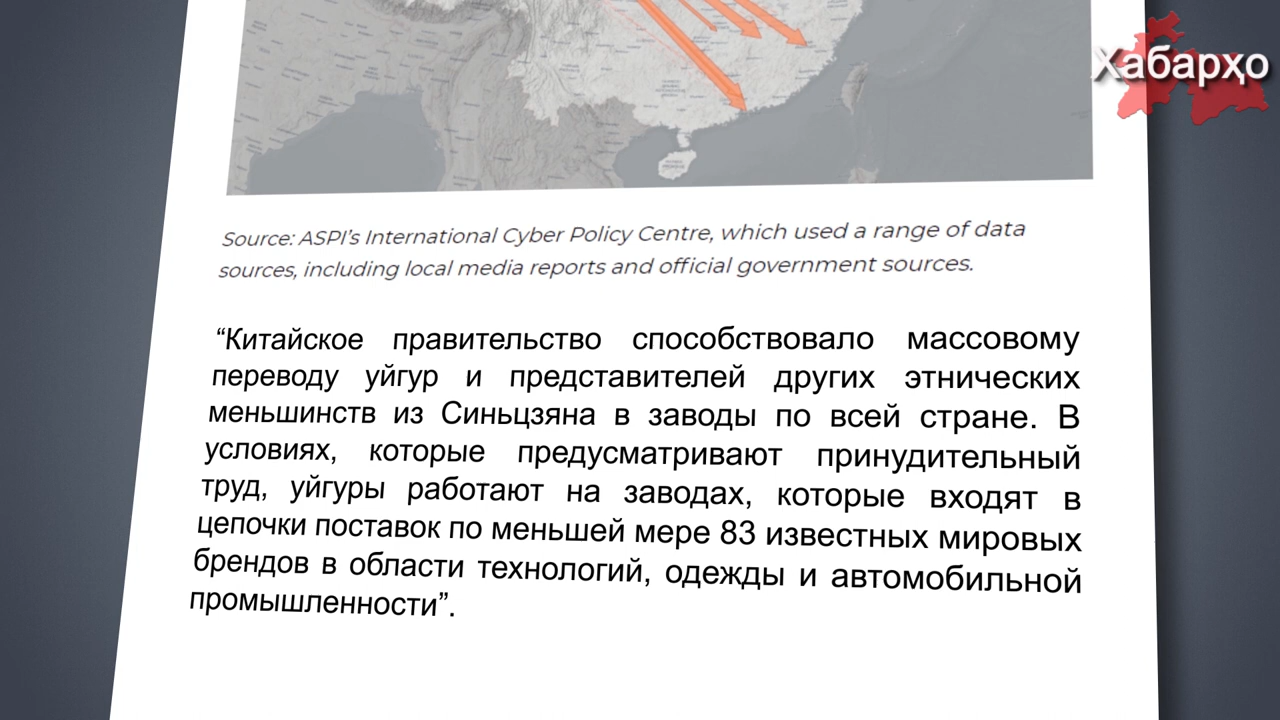 Хабарҳо
Source: ASPI’s International Cyber Policy Centre, which used a range of data
sources, including local media reports and official government sources.
“Китайское правительство способствовало массовому
переводу уйгур и представителей других этнических
меньшинств из Синьцзяна в заводы по всей стране. В
условиях, которые предусматривают принудительный
труд, уйгуры работают на заводах, которые входят в
цепочки поставок по меньшей мере 83 известных мировых
брендов в области технологий, одежды и автомобильной
промышленности”.